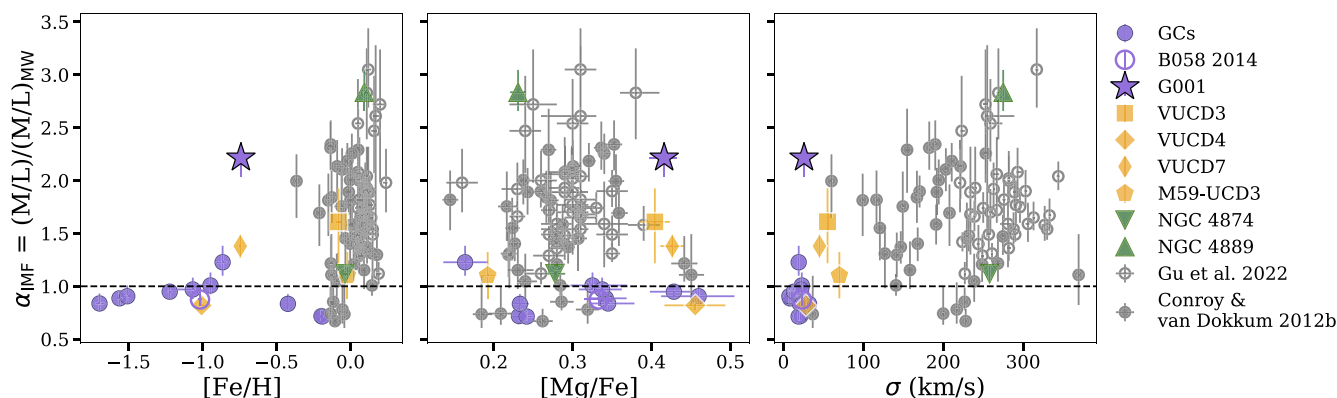 α_IMF = (M/L)/(M/L)_MW
3.5
3.0
2.5
2.0
1.5
1.0
0.5
−1.5 −1.0 −0.5 0.0
[Fe/H]
0.2 0.3 0.4 0.5
[Mg/Fe]
0 100 200 300
σ (km/s)
GCs
B058 2014
G001
VUCD3
VUCD4
VUCD7
M59-UCD3
NGC 4874
NGC 4889
Gu et al. 2022
Conroy &
van Dokkum 2012b